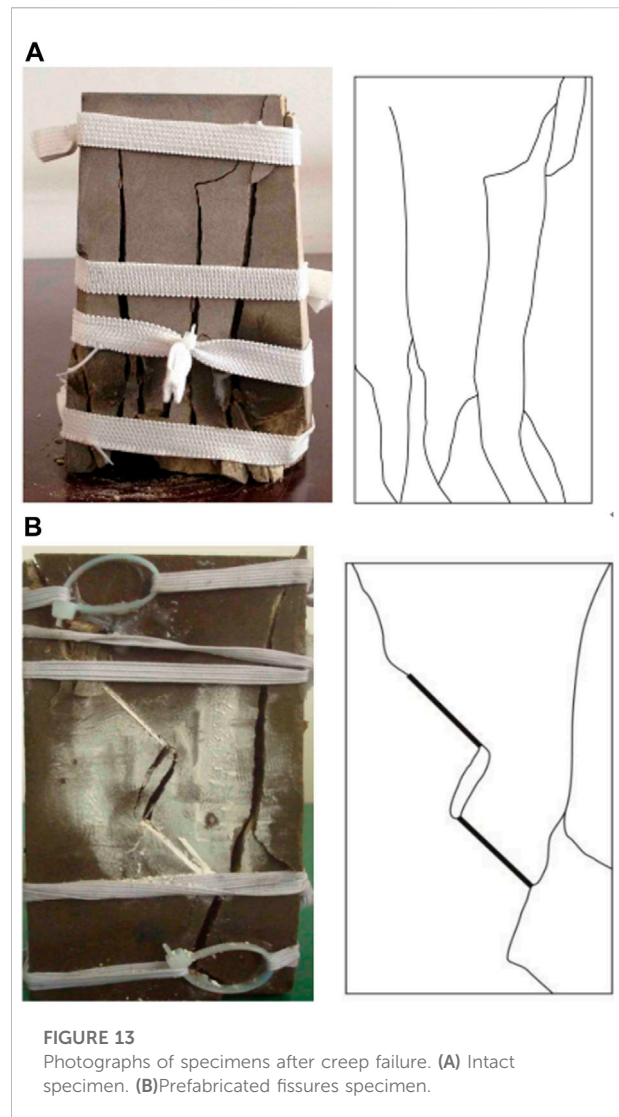 A
B
FIGURE 13
Photographs of specimens after creep failure. (A) Intact
specimen. (B)Prefabricated fissures specimen.